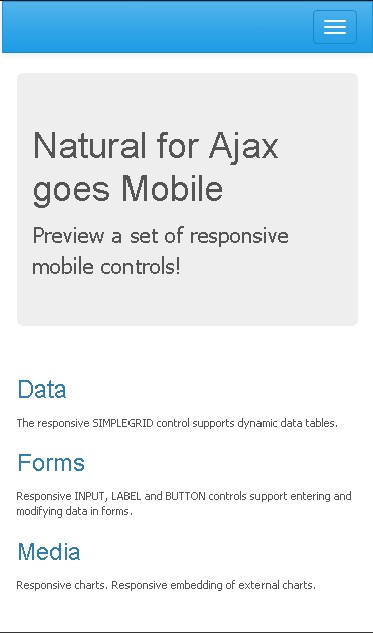 Natural for Ajax
goes Mobile
Preview a set of responsive
mobile controls!
Data
The responsive SIMPLEGRID control supports dynamic data tables.
Forms
Responsive INPUT, LABEL and BUTTON controls support entering and
modifying data in forms.
Media
Responsive charts. Responsive embedding of external charts.